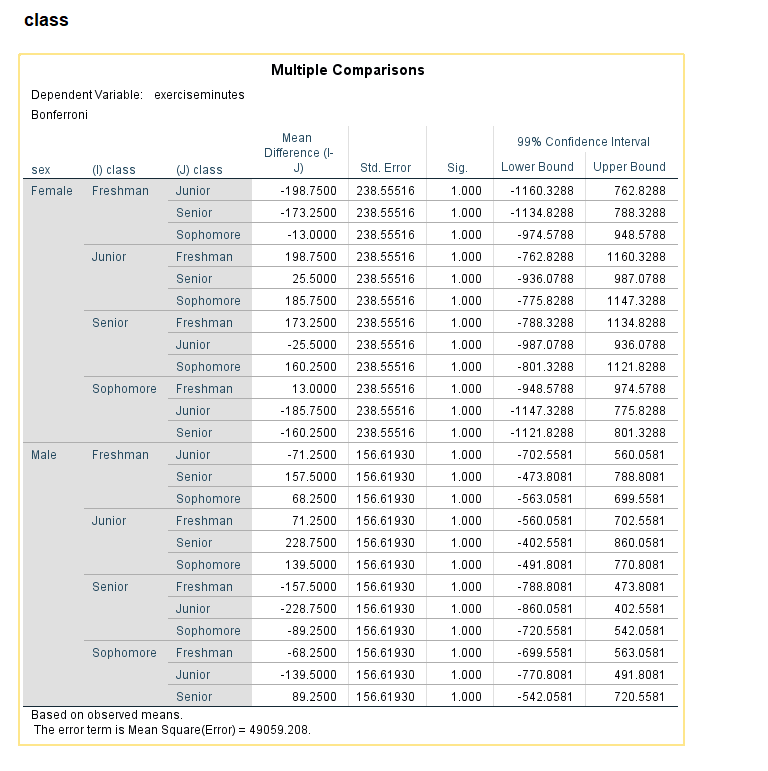 class
Multiple Comparisons
Dependent Variable: exerciseminutes
Bonferroni
sex (I) class (J) class Mean Difference (I-J) Std. Error Sig. 99% Confidence Interval
Lower Bound Upper Bound
Female Freshman Junior -198.7500 238.55516 1.000 -1160.3288 762.8288
Senior -173.2500 238.55516 1.000 -1134.8288 788.3288
Sophomore -13.0000 238.55516 1.000 -974.5788 948.5788
Junior Freshman 198.7500 238.55516 1.000 -762.8288 1160.3288
Senior 25.5000 238.55516 1.000 -936.0788 987.0788
Sophomore 185.7500 238.55516 1.000 -775.8288 1147.3288
Senior Freshman 173.2500 238.55516 1.000 -788.3288 1134.8288
Junior -25.5000 238.55516 1.000 -987.0788 936.0788
Sophomore 160.2500 238.55516 1.000 -801.3288 1121.8288
Sophomore Freshman 13.0000 238.55516 1.000 -948.5788 974.5788
Junior -185.7500 238.55516 1.000 -1147.3288 775.8288
Senior -160.2500 238.55516 1.000 -1121.8288 801.3288
Male Freshman Junior -71.2500 156.61930 1.000 -702.5581 560.0581
Senior 157.5000 156.61930 1.000 -473.8081 788.8081
Sophomore 68.2500 156.61930 1.000 -563.0581 699.5581
Junior Freshman 71.2500 156.61930 1.000 -560.0581 702.5581
Senior 228.7500 156.61930 1.000 -402.5581 860.0581
Sophomore 139.5000 156.61930 1.000 -491.8081 770.8081
Senior Freshman -157.5000 156.61930 1.000 -788.8081 473.8081
Junior -228.7500 156.61930 1.000 -860.0581 402.5581
Sophomore -89.2500 156.61930 1.000 -720.5581 542.0581
Sophomore Freshman -68.2500 156.61930 1.000 -699.5581 563.0581
Junior -139.5000 156.61930 1.000 -770.8081 491.8081
Senior 89.2500 156.61930 1.000 -542.0581 720.5581
Based on observed means.
The error term is Mean Square(Error) = 49059.208.